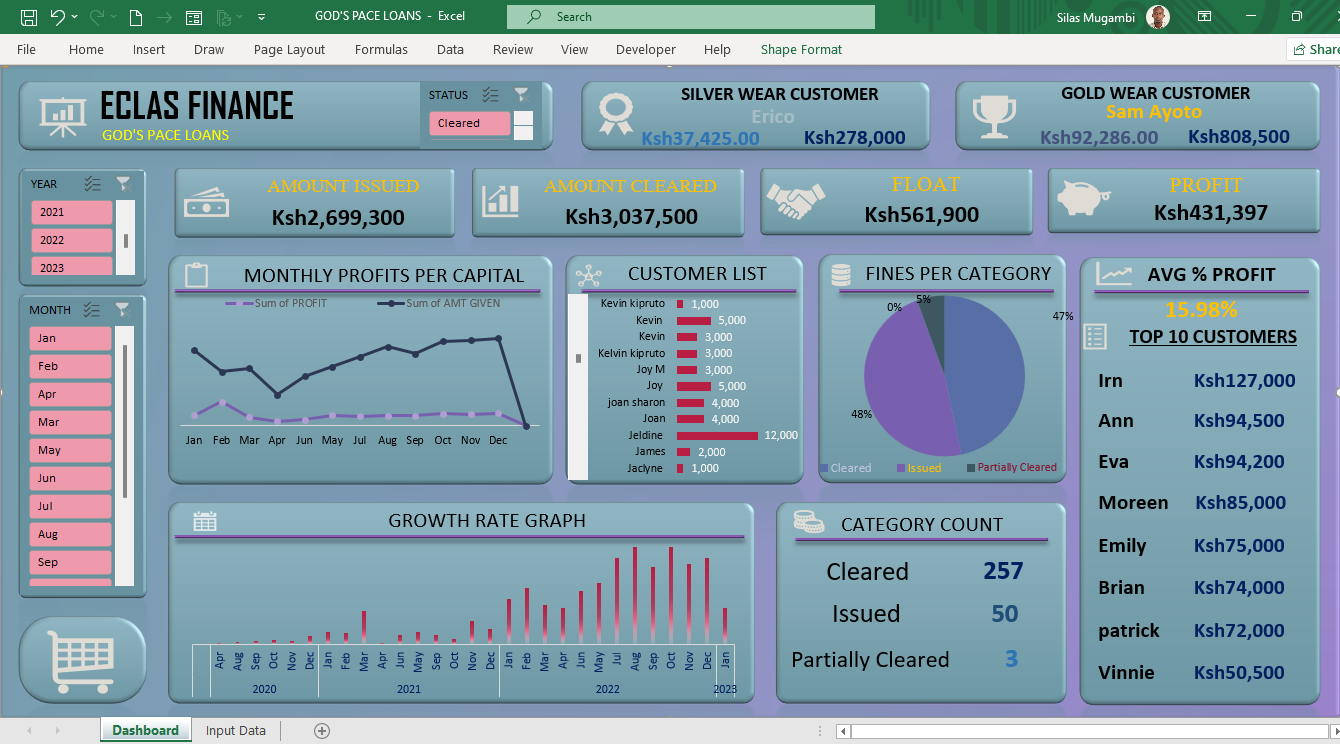 GOD'S PACE LOANS - Excel
Search
Silas Mugambi
File Home Insert Draw Page Layout Formulas Data Review View Developer Help Shape Format
Share
ECLAS FINANCE
GOD'S PACE LOANS
STATUS
Cleared
SILVER WEAR CUSTOMER
Erico
Ksh37,425.00 Ksh278,000
GOLD WEAR CUSTOMER
Sam Ayoto
Ksh92,286.00 Ksh808,500
YEAR
2021
2022
2023
AMOUNT ISSUED
Ksh2,699,300
AMOUNT CLEARED
Ksh3,037,500
FLOAT
Ksh561,900
PROFIT
Ksh431,397
MONTH
Jan
Feb
Apr
Mar
May
Jun
Jul
Aug
Sep
MONTHLY PROFITS PER CAPITAL
Sum of PROFIT Sum of AMT GIVEN
Jan Feb Mar Apr Jun May Jul Aug Sep Oct Nov Dec
CUSTOMER LIST
Kevin kipruto 1,000
Kevin 5,000
Kevin 3,000
Kelvin kipruto 3,000
Joy M 3,000
Joy 5,000
joan sharon 4,000
Joan 4,000
Jeldine 12,000
James 2,000
Jaclyne 1,000
FINES PER CATEGORY
0% 5%
47%
48%
Cleared Issued Partially Cleared
AVG % PROFIT
15.98%
TOP 10 CUSTOMERS
Irn Ksh127,000
Ann Ksh94,500
Eva Ksh94,200
Moreen Ksh85,000
Emily Ksh75,000
Brian Ksh74,000
patrick Ksh72,000
Vinnie Ksh50,500
GROWTH RATE GRAPH
Apr Aug Sep Oct Nov Dec Jan Feb Mar Apr Jun May Sep Oct Nov Dec Jan Feb Mar Apr Jun May Jul Aug Sep Oct Nov Dec Jan
2020 2021 2022 2023
CATEGORY COUNT
Cleared 257
Issued 50
Partially Cleared 3
Dashboard Input Data